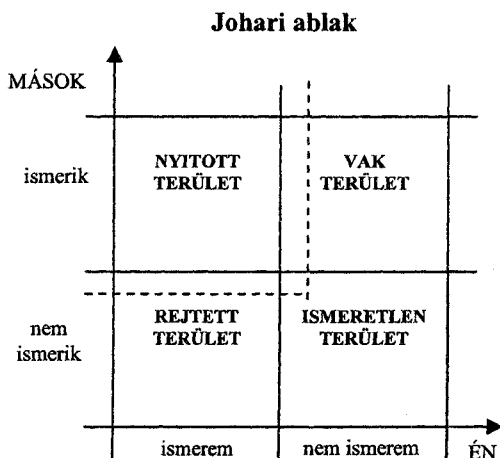 Johari ablak
MÁSOK
ismerik
NYITOTT
TERÜLET
VAK
TERÜLET
nem
ismerik
REJTETT
TERÜLET
ISMERETLEN
TERÜLET
ismerem
nem ismerem
ÉN